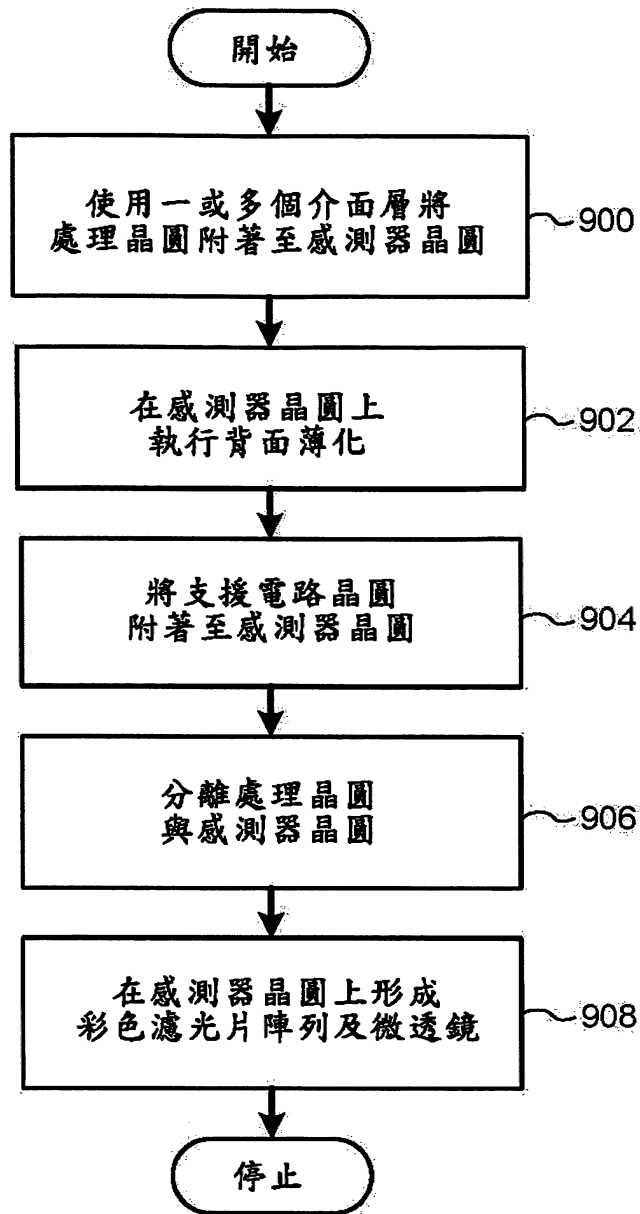 開始
使用一或多個介面層將
處理晶圓附著至感測器晶圓
900
在感測器晶圓上
執行背面薄化
902
將支援電路晶圓
附著至感測器晶圓
904
分離處理晶圓
與感測器晶圓
906
在感測器晶圓上形成
彩色濾光片陣列及微透鏡
908
停止